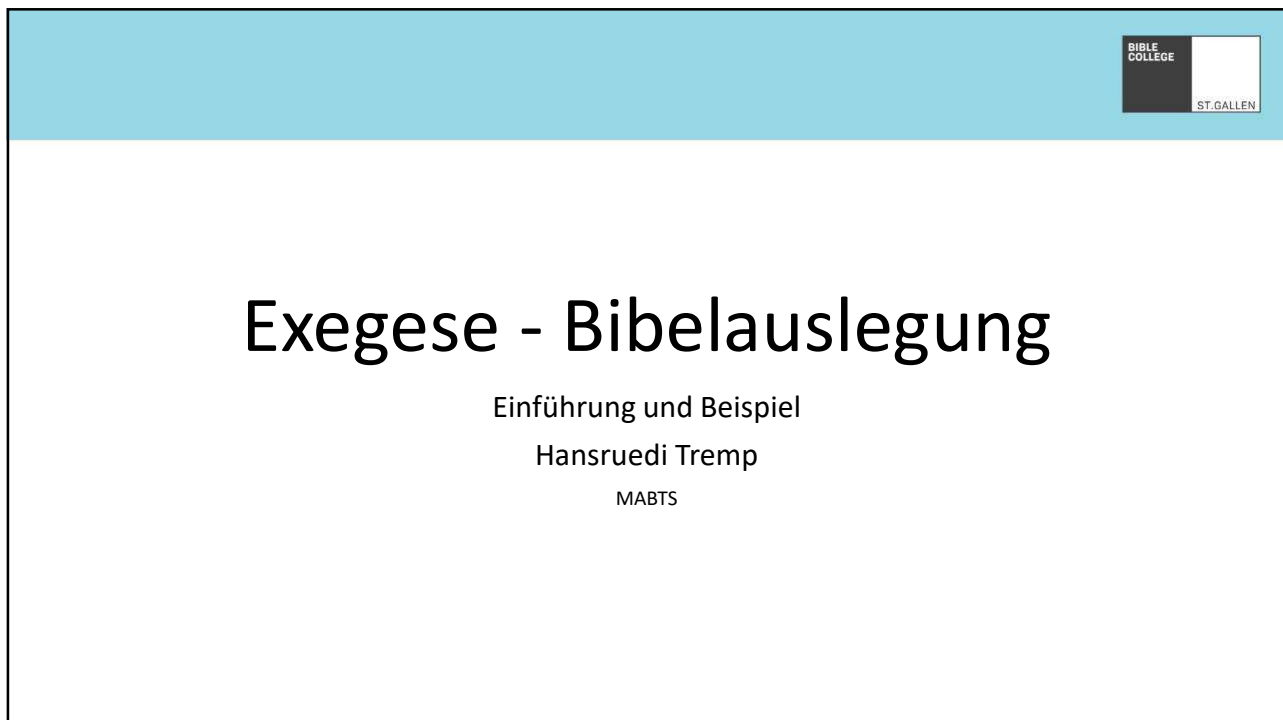 BIBLE
COLLEGE
ST.GALLEN
Exegese - Bibelauslegung
Einführung und Beispiel
Hansruedi Tremp
MABTS